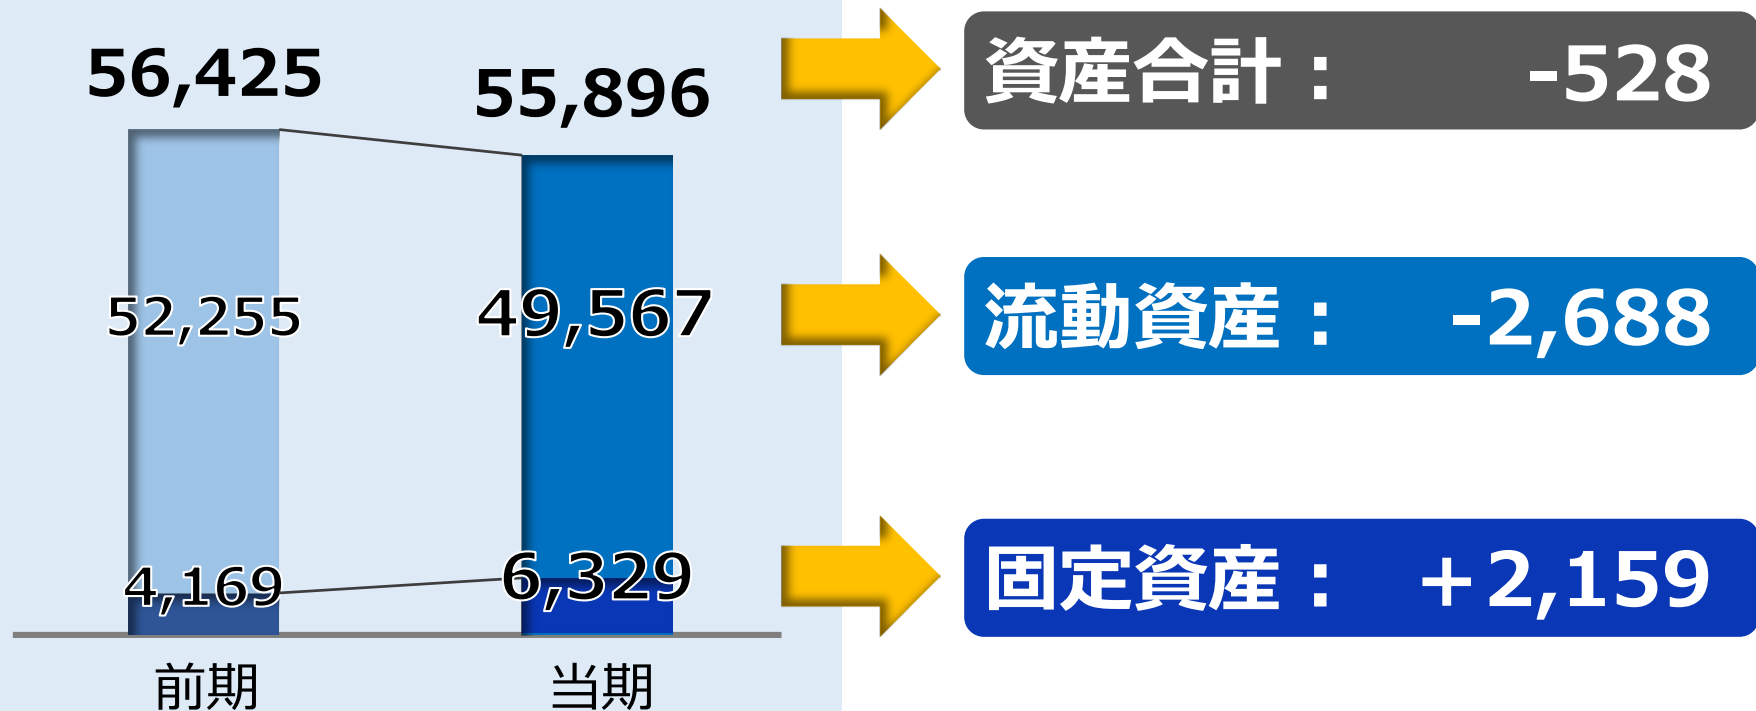 56,425
55,896
52,255
49,567
4,169
6,329
前期
当期
資産合計： -528
流動資産： -2,688
固定資産： +2,159